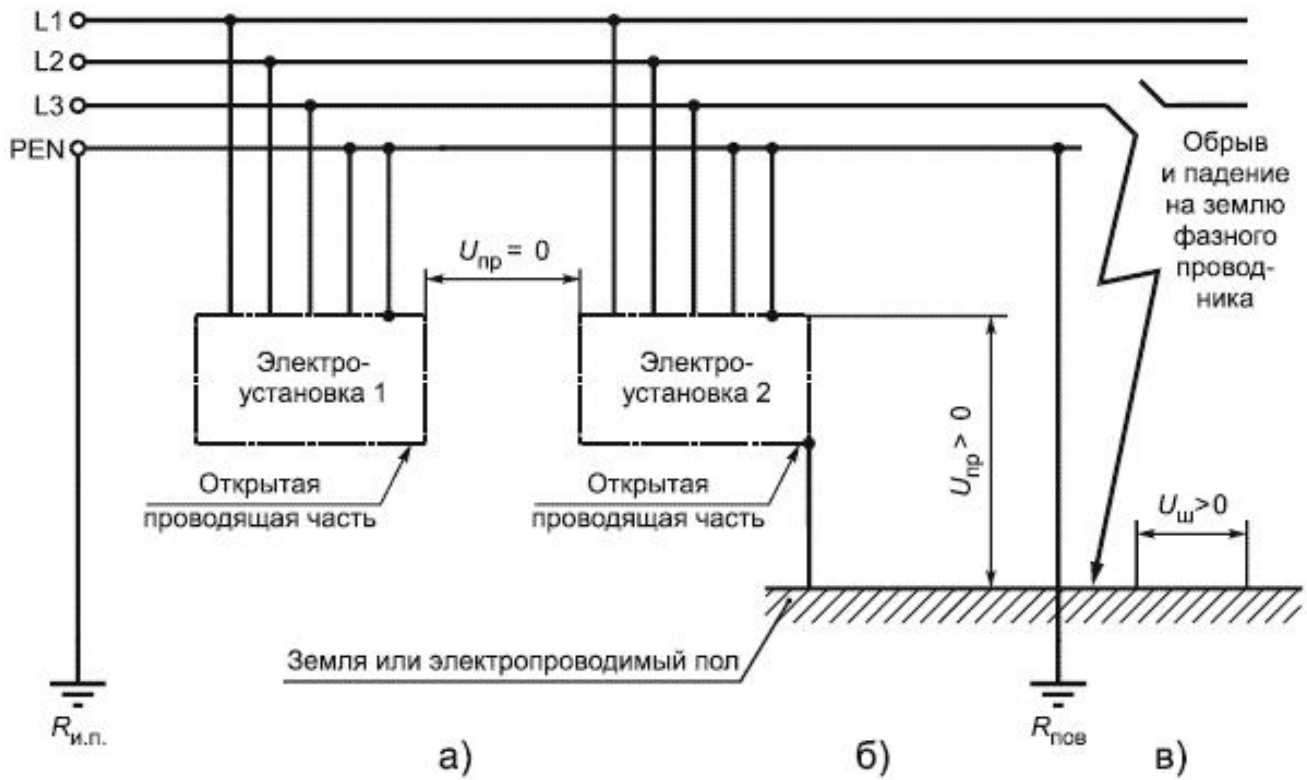 L1
L2
L3
PEN
Обрыв
и падение
на землю
фазного
провод-
ника
Uпр = 0
Электро-
установка 1
Электро-
установка 2
Uпр > 0
Открытая
проводящая часть
Открытая
проводящая часть
Uш>0
Земля или электропроводимый пол
Rи.п.
Rпов
а)
б)
в)